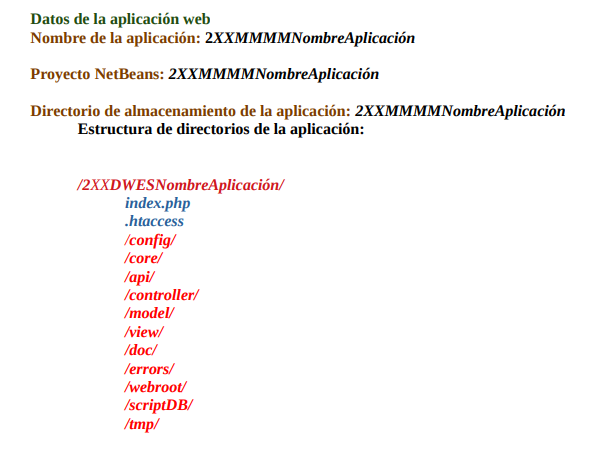 Datos de la aplicación web
Nombre de la aplicación: 2XXMMMMNombreAplicación
Proyecto NetBeans: 2XXMMMMNombreAplicación
Directorio de almacenamiento de la aplicación: 2XXMMMMNombreAplicación
Estructura de directorios de la aplicación:
/2XXDWESNombreAplicación/
index.php
.htaccess
/config/
/core/
/api/
/controller/
/model/
/view/
/doc/
/errors/
/webroot/
/scriptDB/
/tmp/